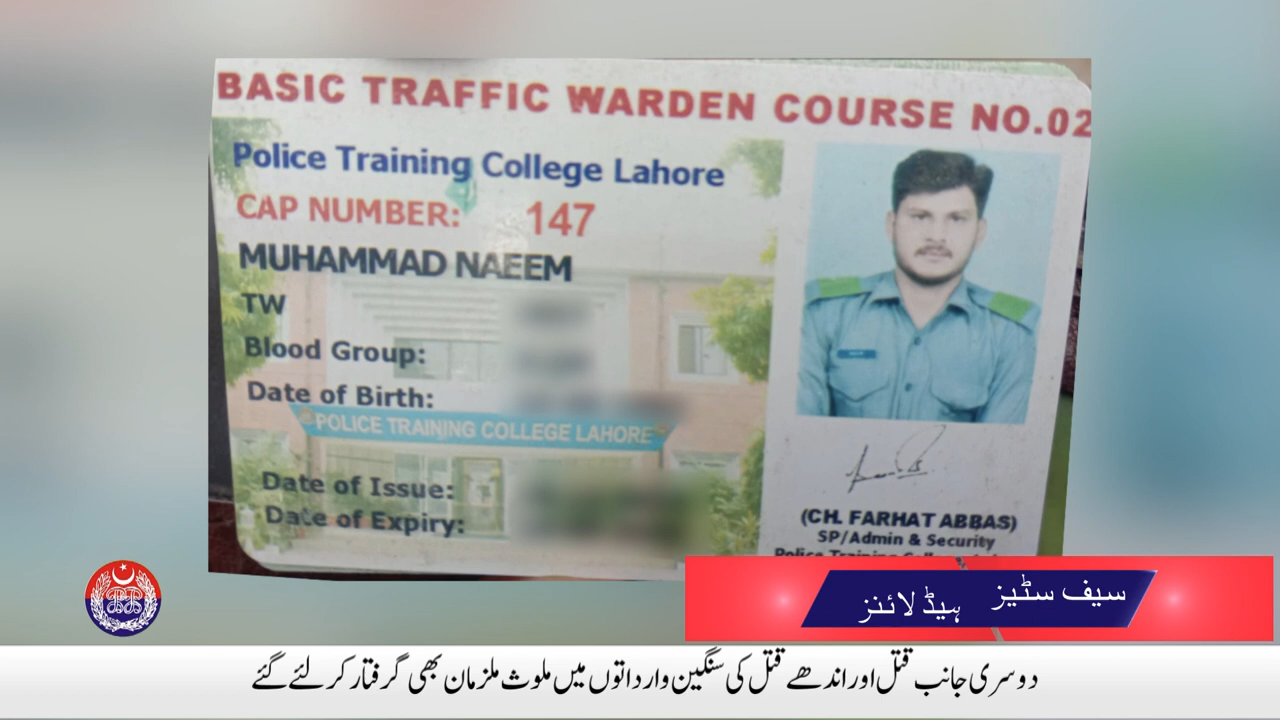 BASIC TRAFFIC WARDEN COURSE NO.02
Police Training College Lahore
CAP NUMBER: 147
MUHAMMAD NAEEM
TW
Blood Group:
Date of Birth:
POLICE TRAINING COLLEGE LAHORE
Date of Issue:
Date of Expiry:
(CH. FARHAT ABBAS)
SP/Admin & Security
Police Training College
سیف سٹیز ہیڈ لائنز
دوسری جانب قتل اور اندھے قتل کی سنگین وارداتوں میں ملوث ملزمان بھی گرفتار کر لئے گئے